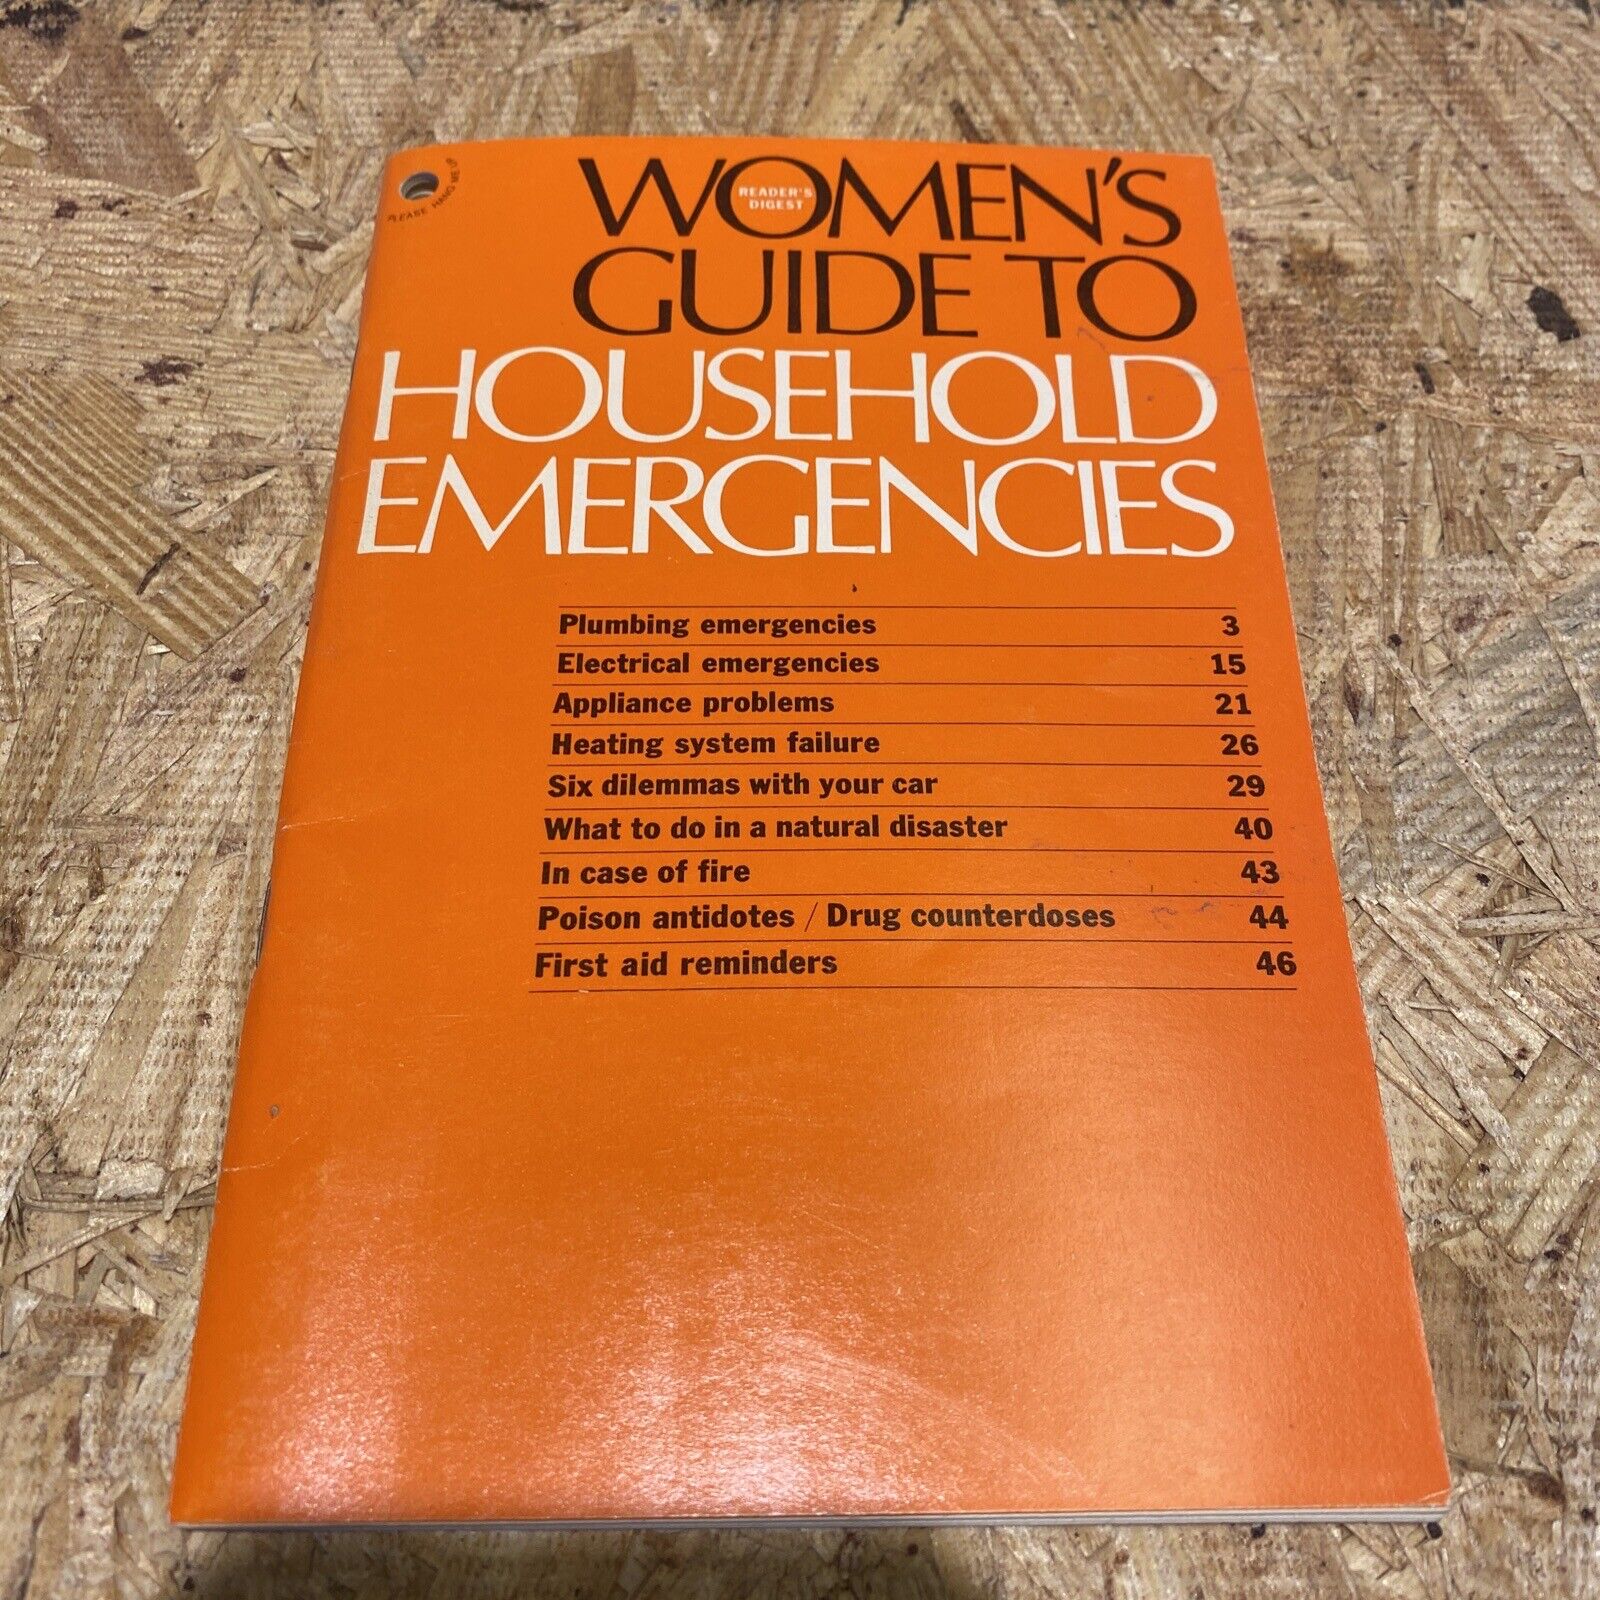 PLEASE HANG ME UP
WOMEN'S
READER'S
DIGEST
GUIDE TO
HOUSEHOLD
EMERGENCIES
Plumbing emergencies 3
Electrical emergencies 15
Appliance problems 21
Heating system failure 26
Six dilemmas with your car 29
What to do in a natural disaster 40
In case of fire 43
Poison antidotes / Drug counterdoses 44
First aid reminders 46